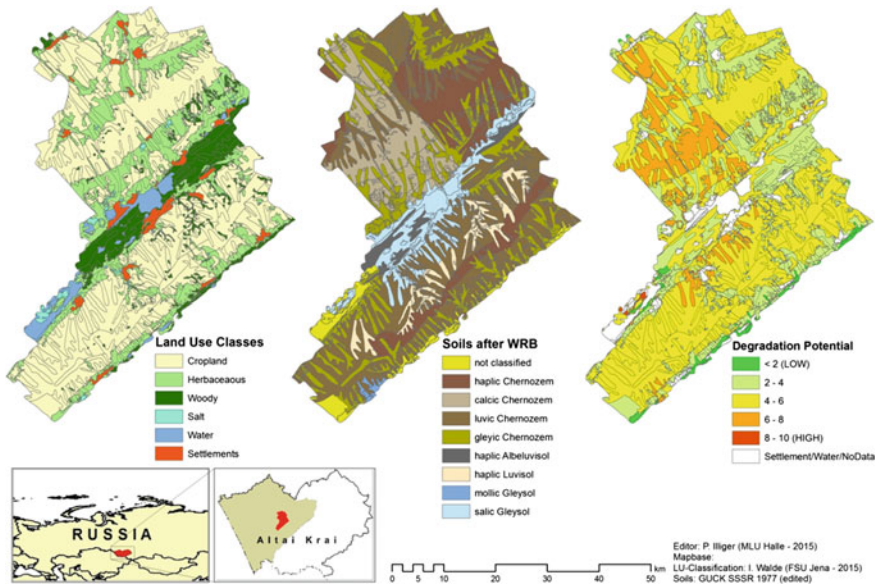 Land Use Classes
Cropland
Herbaceaous
Woody
Salt
Water
Settlements
Soils after WRB
not classified
haplic Chernozem
calcic Chernozem
luvic Chernozem
gleyic Chernozem
haplic Albeluvisol
haplic Luvisol
mollic Gleysol
salic Gleysol
Degradation Potential
< 2 (LOW)
2 - 4
4 - 6
6 - 8
8 - 10 (HIGH)
Settlement/Water/NoData
RUSSIA
Altai Krai
km
0 10 20 30 40 50
Editor: P. Illiger (MLU Halle - 2015)
Mapbase:
LU-Classification: I. Walde (FSU Jena - 2015)
Soils: GUCK SSSR 1977 (edited)